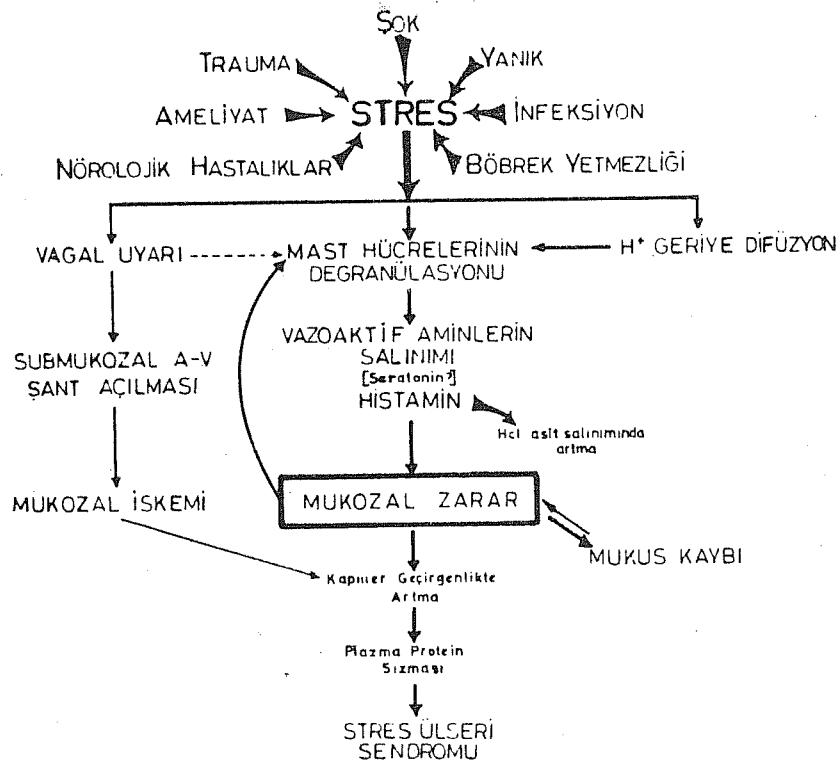 ŞOK
TRAUMA
YANIK
AMELİYAT
STRES
İNFEKSİYON
NÖROLOJİK HASTALIKLAR
BÖBREK YETMEZLİĞİ
VAGAL UYARI
MAST HÜCRELERİNİN
DEGRANÜLASYONU
H⁺ GERİYE DİFÜZYON
VAZOAKTİF AMİNLERİN
SALINIMI
[Seratonin?]
HİSTAMİN
SUBMUKOZAL A-V
ŞANT AÇILMASI
Hcl asit salınımında
artma
MUKOZAL İSKEMİ
MUKOZAL ZARAR
MUKUS KAYBI
Kapiller Geçirgenlikte
Artma
Plazma Protein
Sızması
STRES ÜLSERİ
SENDROMU